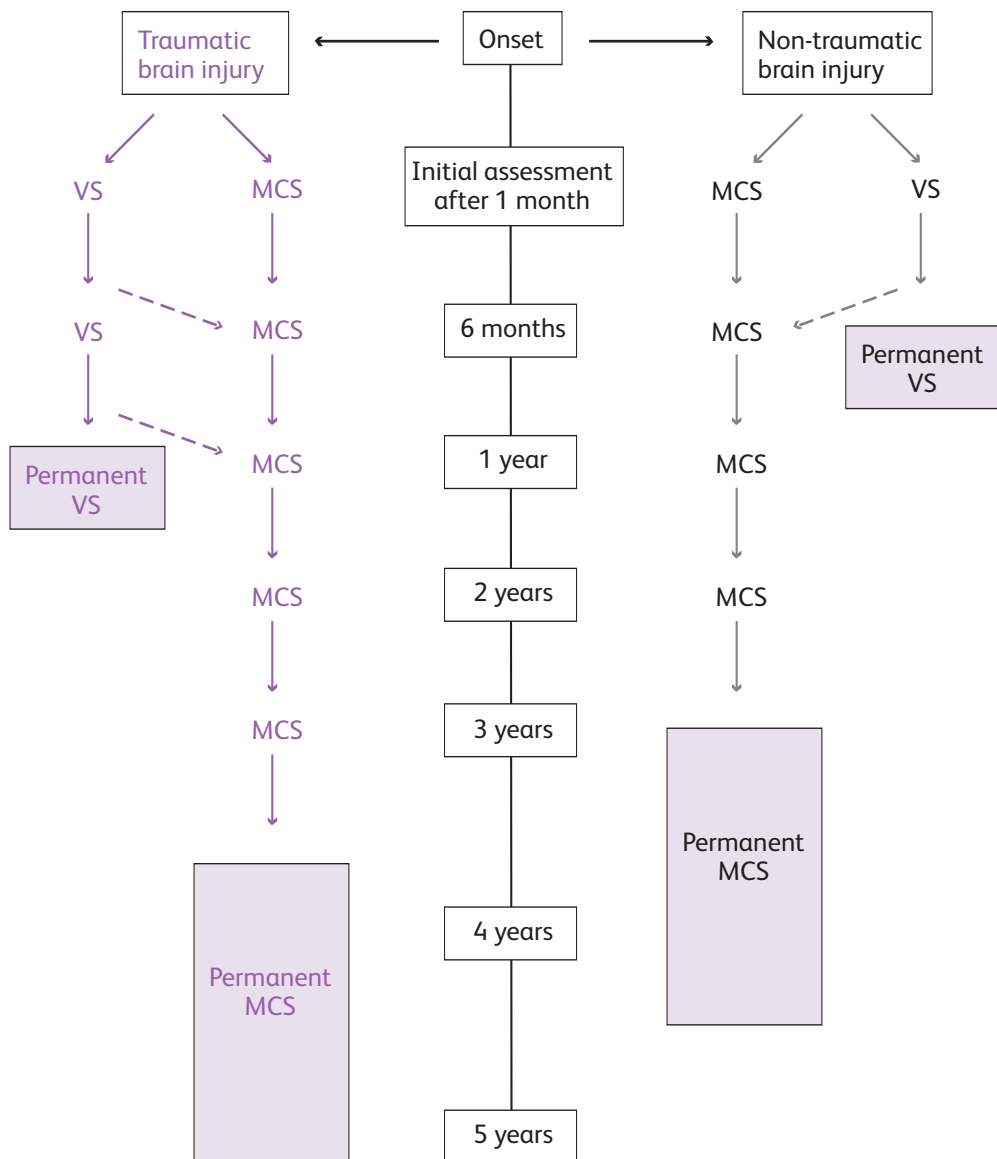 Traumatic
brain injury
Onset
Non-traumatic
brain injury
Initial assessment
after 1 month
VS
MCS
MCS
VS
VS
MCS
6 months
MCS
Permanent
VS
Permanent
VS
MCS
1 year
MCS
MCS
2 years
MCS
MCS
3 years
Permanent
MCS
4 years
Permanent
MCS
5 years